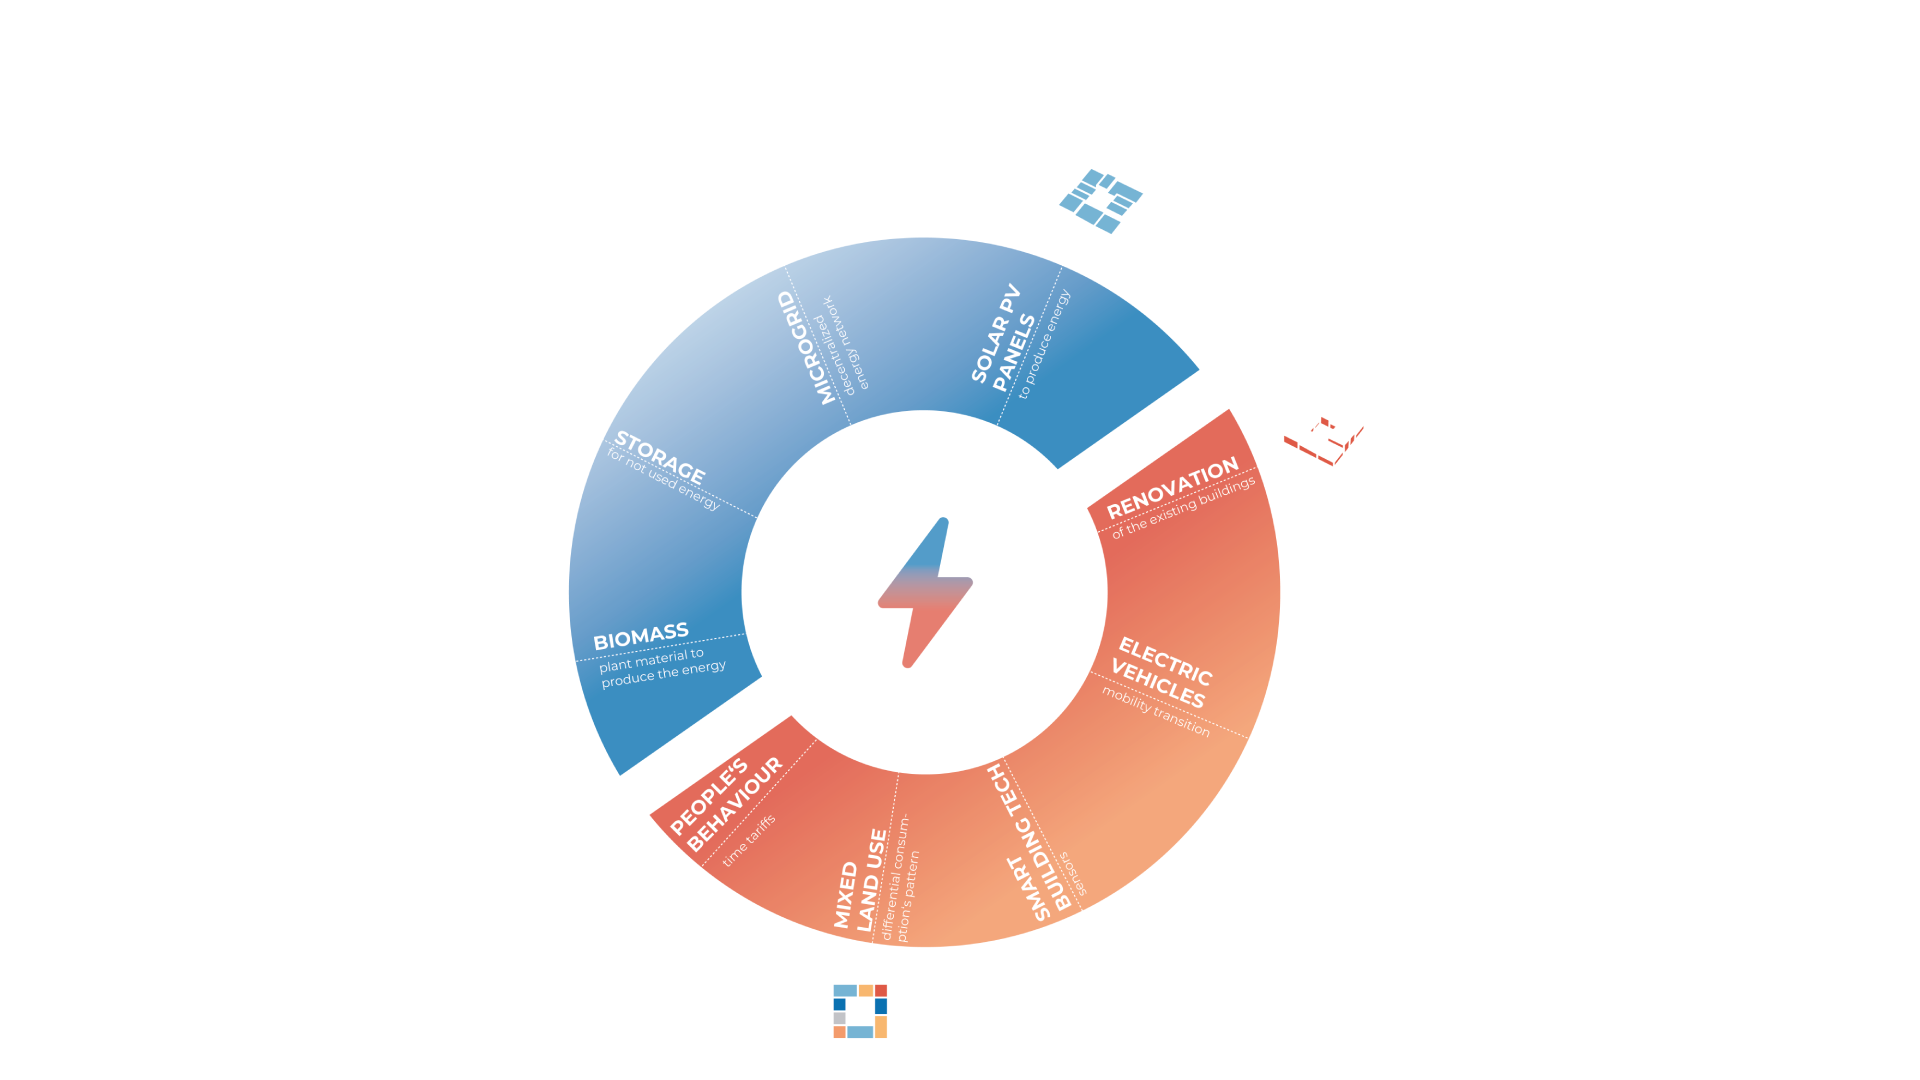 SOLAR PV
PANELS
to produce energy
MICROGRID
decentralized
energy network
STORAGE
for not used energy
BIOMASS
plant material to
produce the energy
RENOVATION
of the existing buildings
ELECTRIC
VEHICLES
mobility transition
SMART
BUILDING TECH
sensors
MIXED
LAND USE
differential consum-
ption's pattern
PEOPLE'S
BEHAVIOUR
time tariffs